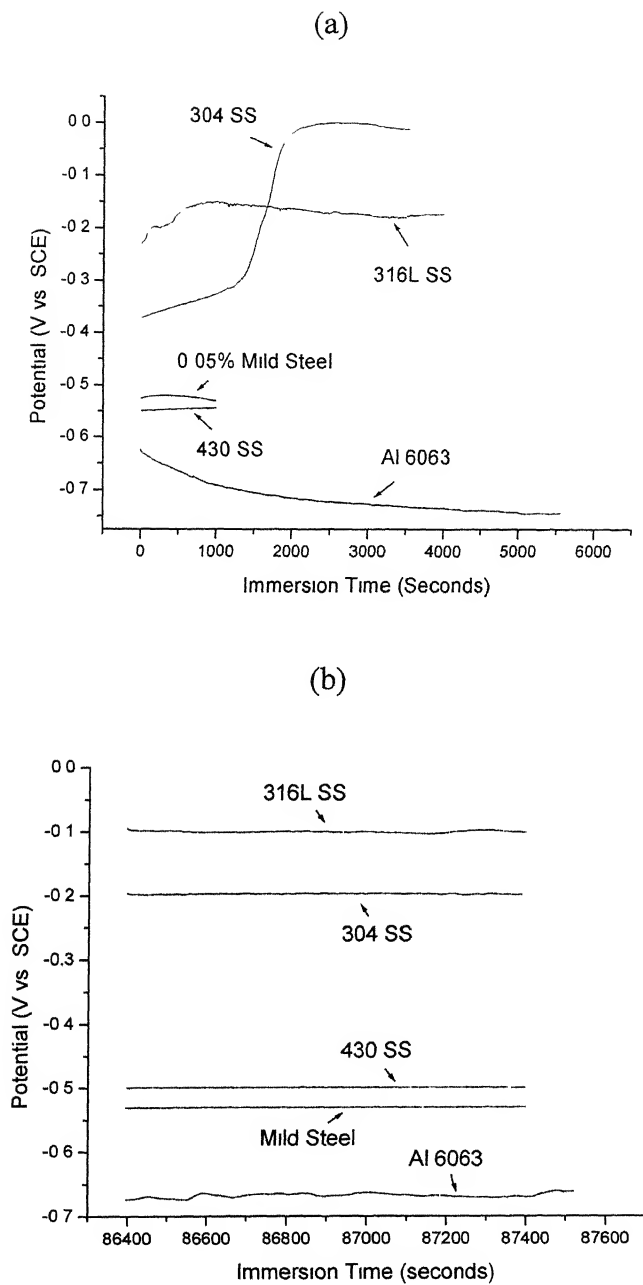 (a)
0 0
-0 1
-0 2
-0 3
-0 4
-0 5
-0 6
-0 7
Potential (V vs SCE)
304 SS
316L SS
0 05% Mild Steel
430 SS
Al 6063
0 1000 2000 3000 4000 5000 6000
Immersion Time (Seconds)
(b)
0 0
-0 1
-0 2
-0 3
-0 4
-0 5
-0 6
-0 7
Potential (V vs SCE)
316L SS
304 SS
430 SS
Mild Steel
Al 6063
86400 86600 86800 87000 87200 87400 87600
Immersion Time (seconds)